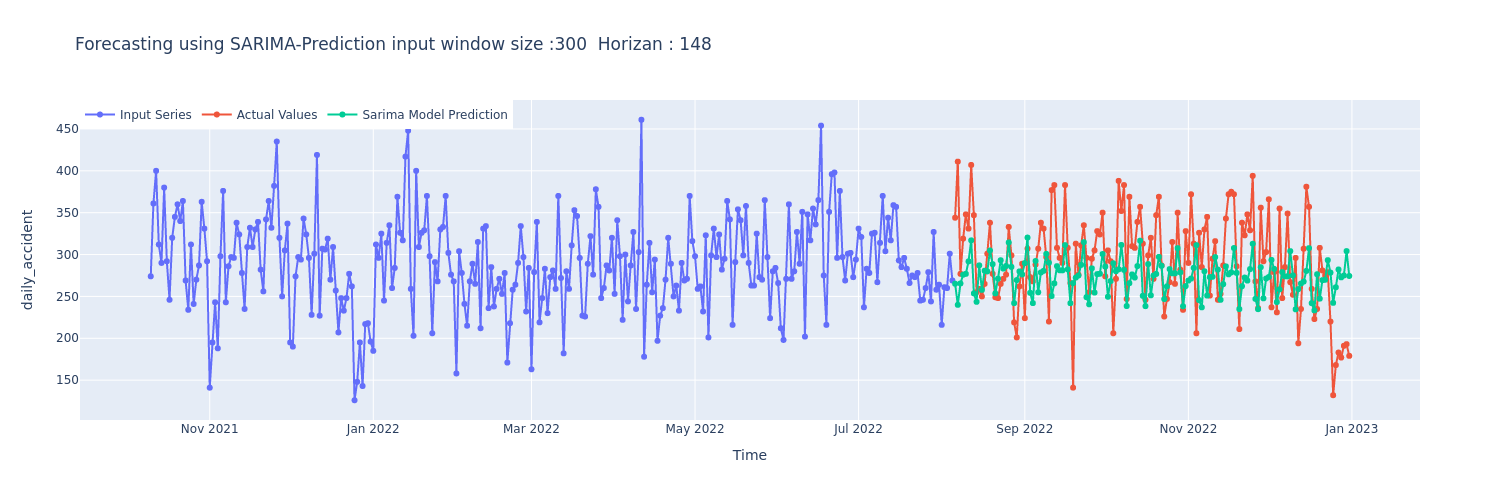 Forecasting using SARIMA-Prediction input window size :300  Horizan : 148
Input Series Actual Values Sarima Model Prediction
450
400
350
300
250
200
150
daily_accident
Nov 2021 Jan 2022 Mar 2022 May 2022 Jul 2022 Sep 2022 Nov 2022 Jan 2023
Time